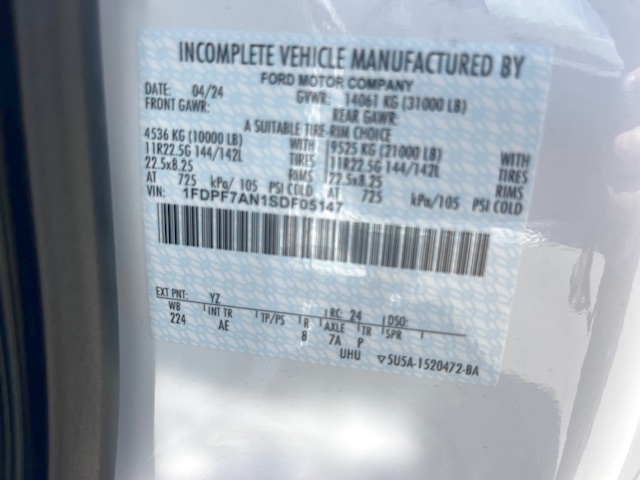 INCOMPLETE VEHICLE MANUFACTURED BY
FORD MOTOR COMPANY
DATE: 04/24 GVWR: 14061 KG (31000 LB)
FRONT GAWR: REAR GAWR:
A SUITABLE TIRE-RIM CHOICE
4536 KG (10000 LB) WITH 9525 KG (21000 LB) WITH
11R22.5G 144/142L TIRES 11R22.5G 144/142L TIRES
22.5x8.25 RIMS 22.5x8.25 RIMS
AT 725 kPa/ 105 PSI COLD AT 725 kPa/105 PSI COLD
VIN: 1FDPF7AN1SDF05147
EXT PNT: YZ RC: 24 DSO:
WB INT TR TP/PS R AXLE TR SPR
224 AE 8 7A P
UHU ▽5U5A-1520472-BA